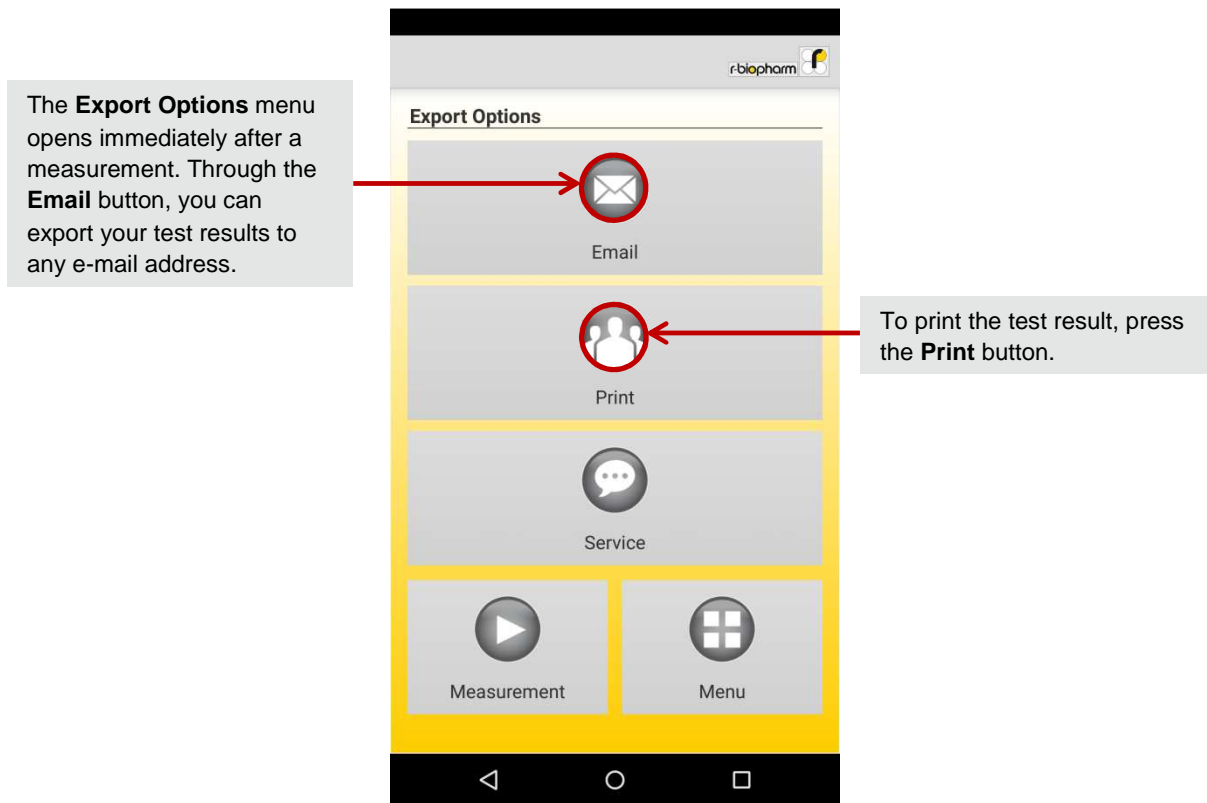 r-biopharm
The Export Options menu
opens immediately after a
measurement. Through the
Email button, you can
export your test results to
any e-mail address.
Export Options
Email
To print the test result, press
the Print button.
Print
Service
Measurement
Menu